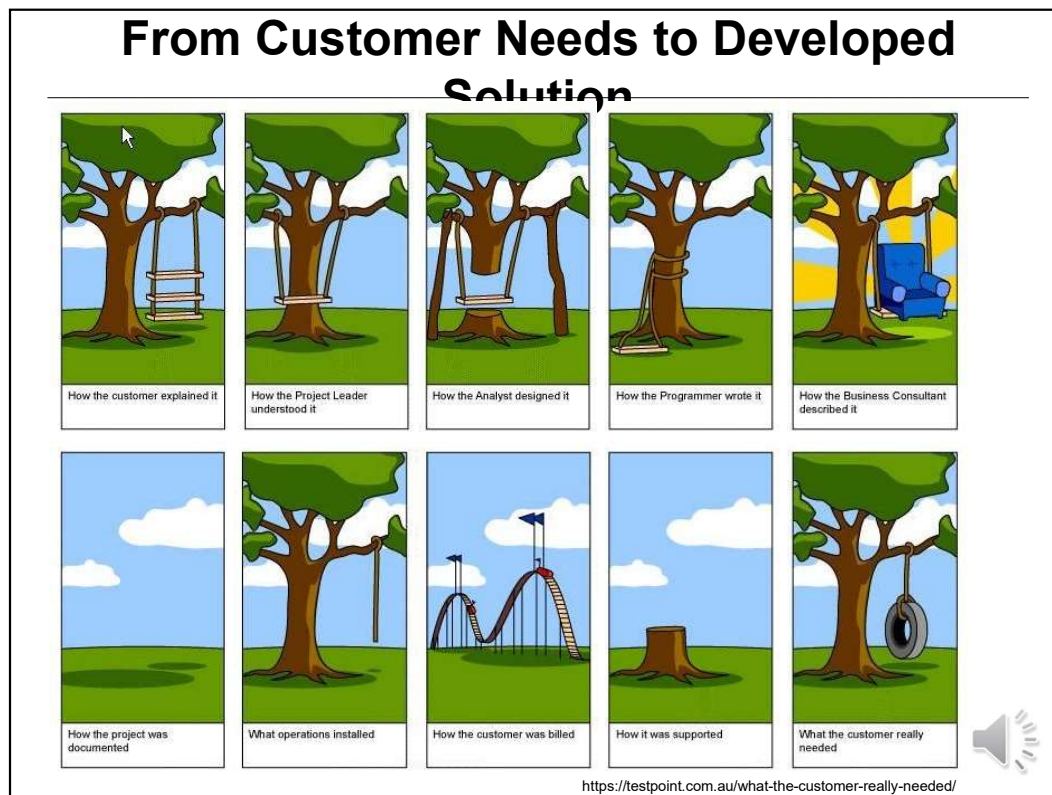 From Customer Needs to Developed
Solution
How the customer explained it
How the Project Leader
understood it
How the Analyst designed it
How the Programmer wrote it
How the Business Consultant
described it
How the project was
documented
What operations installed
How the customer was billed
How it was supported
What the customer really
needed
https://testpoint.com.au/what-the-customer-really-needed/